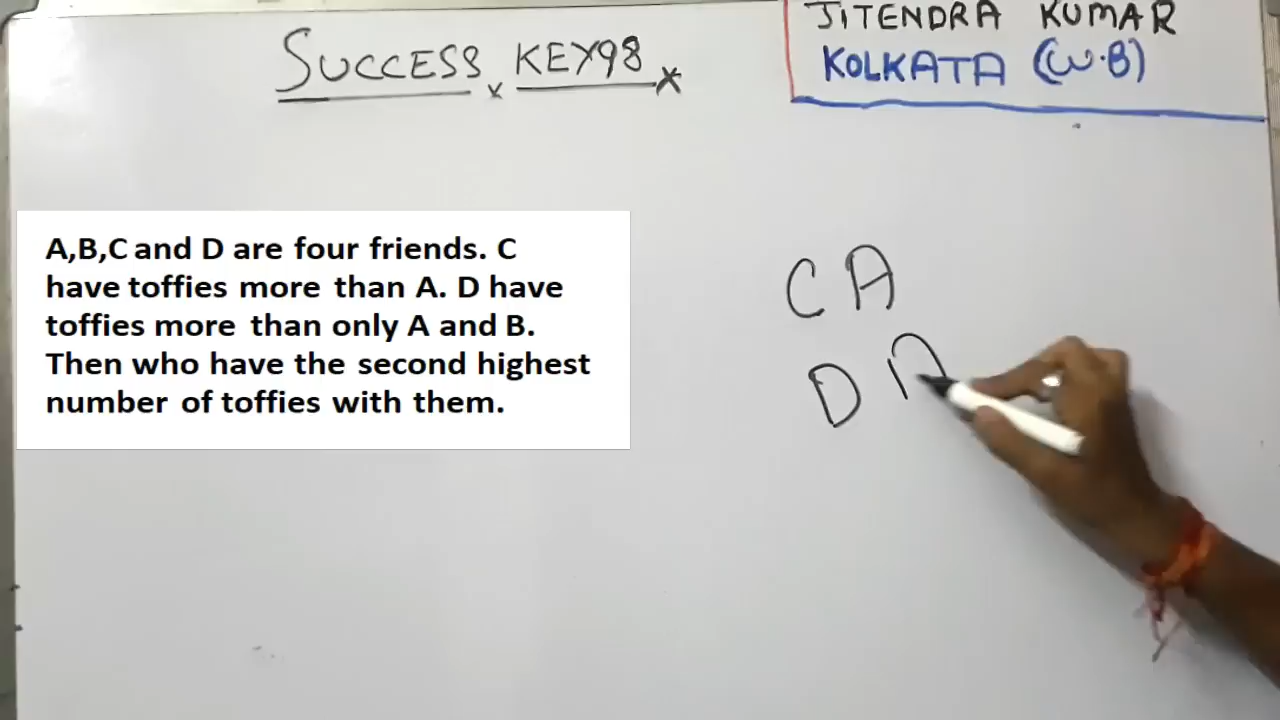 SUCCESS KEY98
JITENDRA KUMAR
KOLKATA (W.B)
A,B,C and D are four friends. C
have toffies more than A. D have
toffies more than only A and B.
Then who have the second highest
number of toffies with them.
C A
D A